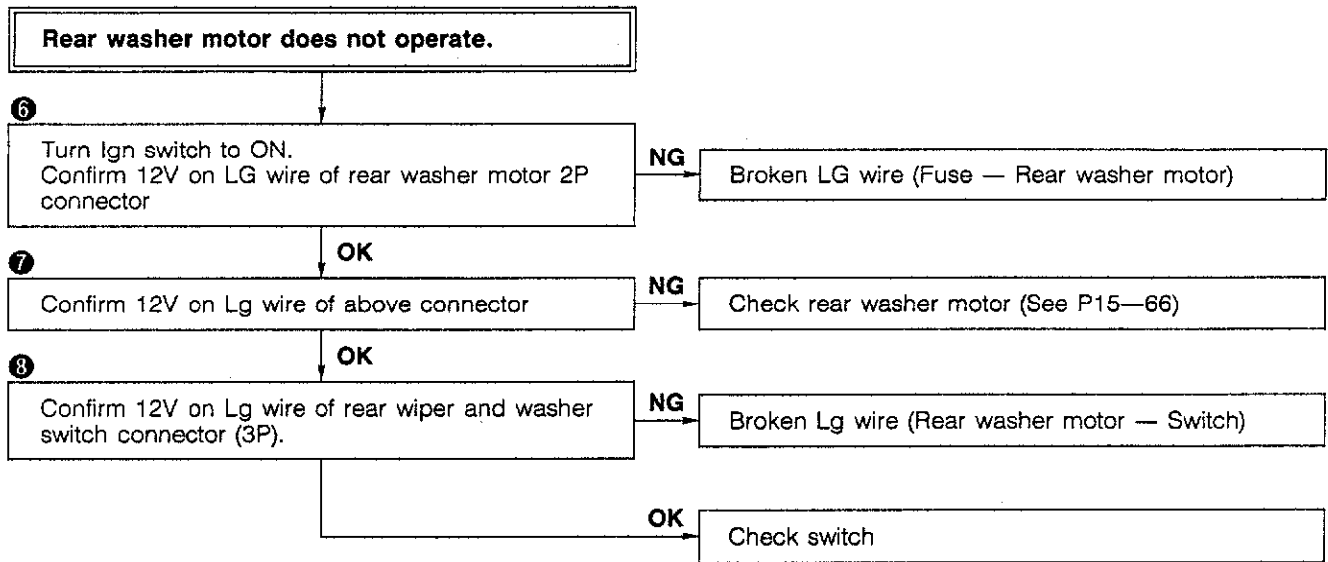 Rear washer motor does not operate.
❻
Turn Ign switch to ON.
Confirm 12V on LG wire of rear washer motor 2P
connector
NG
Broken LG wire (Fuse — Rear washer motor)
OK
❼
Confirm 12V on Lg wire of above connector
NG
Check rear washer motor (See P15—66)
OK
❽
Confirm 12V on Lg wire of rear wiper and washer
switch connector (3P).
NG
Broken Lg wire (Rear washer motor — Switch)
OK
Check switch